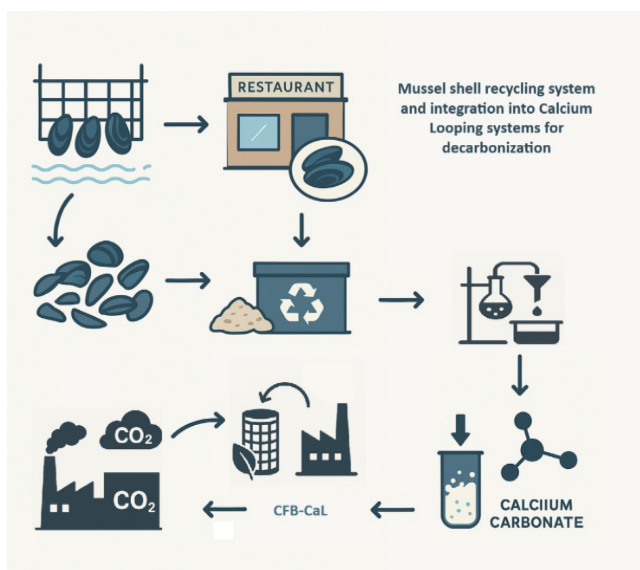 RESTAURANT
Mussel shell recycling system
and integration into Calcium
Looping systems for
decarbonization
CO₂
CO₂
CFB-CaL
CALCIIUM
CARBONATE